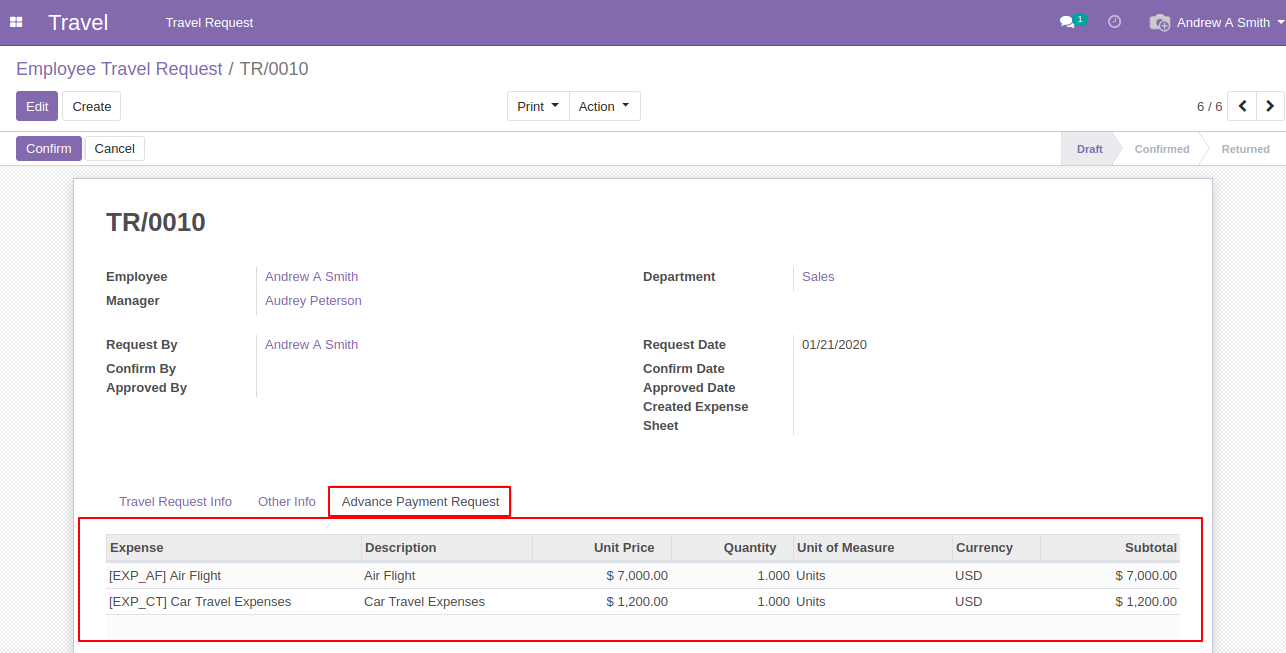 Travel Travel Request 1 Andrew A Smith
Employee Travel Request / TR/0010
Edit Create Print Action 6 / 6
Confirm Cancel Draft Confirmed Returned
TR/0010
Employee Andrew A Smith Department Sales
Manager Audrey Peterson
Request By Andrew A Smith Request Date 01/21/2020
Confirm By Confirm Date
Approved By Approved Date
Created Expense
Sheet
Travel Request Info Other Info Advance Payment Request
Expense Description Unit Price Quantity Unit of Measure Currency Subtotal
[EXP_AF] Air Flight Air Flight $ 7,000.00 1.000 Units USD $ 7,000.00
[EXP_CT] Car Travel Expenses Car Travel Expenses $ 1,200.00 1.000 Units USD $ 1,200.00